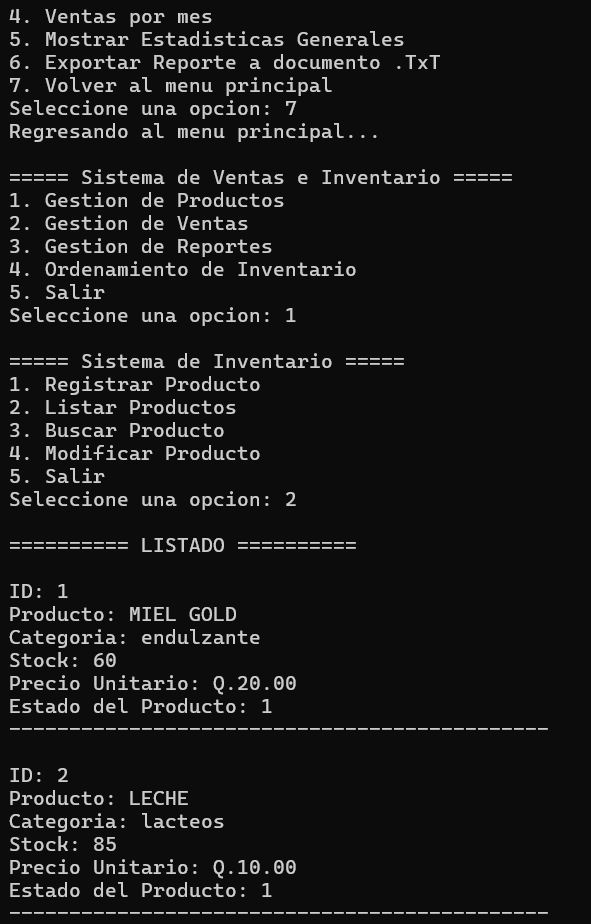 4. Ventas por mes
5. Mostrar Estadisticas Generales
6. Exportar Reporte a documento .TxT
7. Volver al menu principal
Seleccione una opcion: 7
Regresando al menu principal...

===== Sistema de Ventas e Inventario =====
1. Gestion de Productos
2. Gestion de Ventas
3. Gestion de Reportes
4. Ordenamiento de Inventario
5. Salir
Seleccione una opcion: 1

===== Sistema de Inventario =====
1. Registrar Producto
2. Listar Productos
3. Buscar Producto
4. Modificar Producto
5. Salir
Seleccione una opcion: 2

========== LISTADO ==========

ID: 1
Producto: MIEL GOLD
Categoria: endulzante
Stock: 60
Precio Unitario: Q.20.00
Estado del Producto: 1
---------------------------------------------

ID: 2
Producto: LECHE
Categoria: lacteos
Stock: 85
Precio Unitario: Q.10.00
Estado del Producto: 1
---------------------------------------------